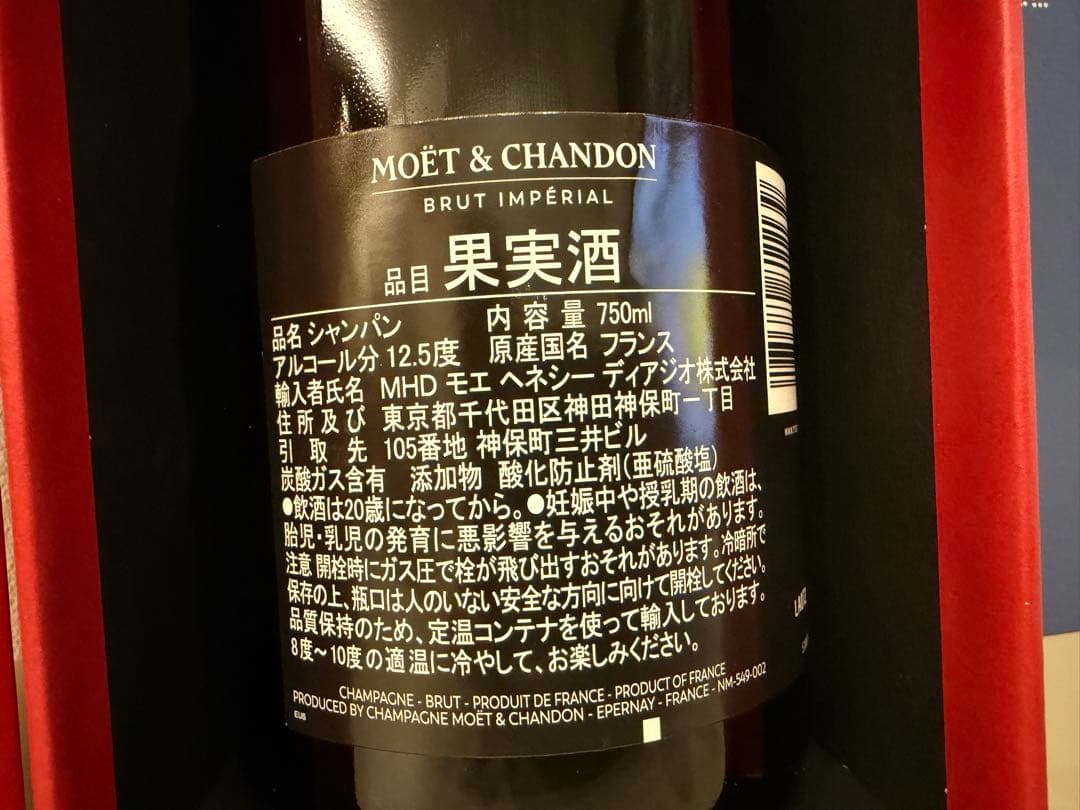 MOËT & CHANDON
BRUT IMPÉRIAL
品目 果実酒
品名 シャンパン 内容量 750ml
アルコール分 12.5度 原産国名 フランス
輸入者氏名 MHD モエ ヘネシー ディアジオ株式会社
住所及び 東京都千代田区神田神保町一丁目
引取先 105番地 神保町三井ビル
炭酸ガス含有 添加物 酸化防止剤(亜硫酸塩)
●飲酒は20歳になってから。●妊娠中や授乳期の飲酒は、
胎児・乳児の発育に悪影響を与えるおそれがあります。
注意 開栓時にガス圧で栓が飛び出すおそれがあります。冷暗所で
保存の上、瓶口は人のいない安全な方向に向けて開栓してください。
品質保持のため、定温コンテナを使って輸入しております。
8度〜10度の適温に冷やして、お楽しみください。
CHAMPAGNE - BRUT - PRODUIT DE FRANCE - PRODUCT OF FRANCE
PRODUCED BY CHAMPAGNE MOËT & CHANDON - EPERNAY - FRANCE - NM-549-002
EUB